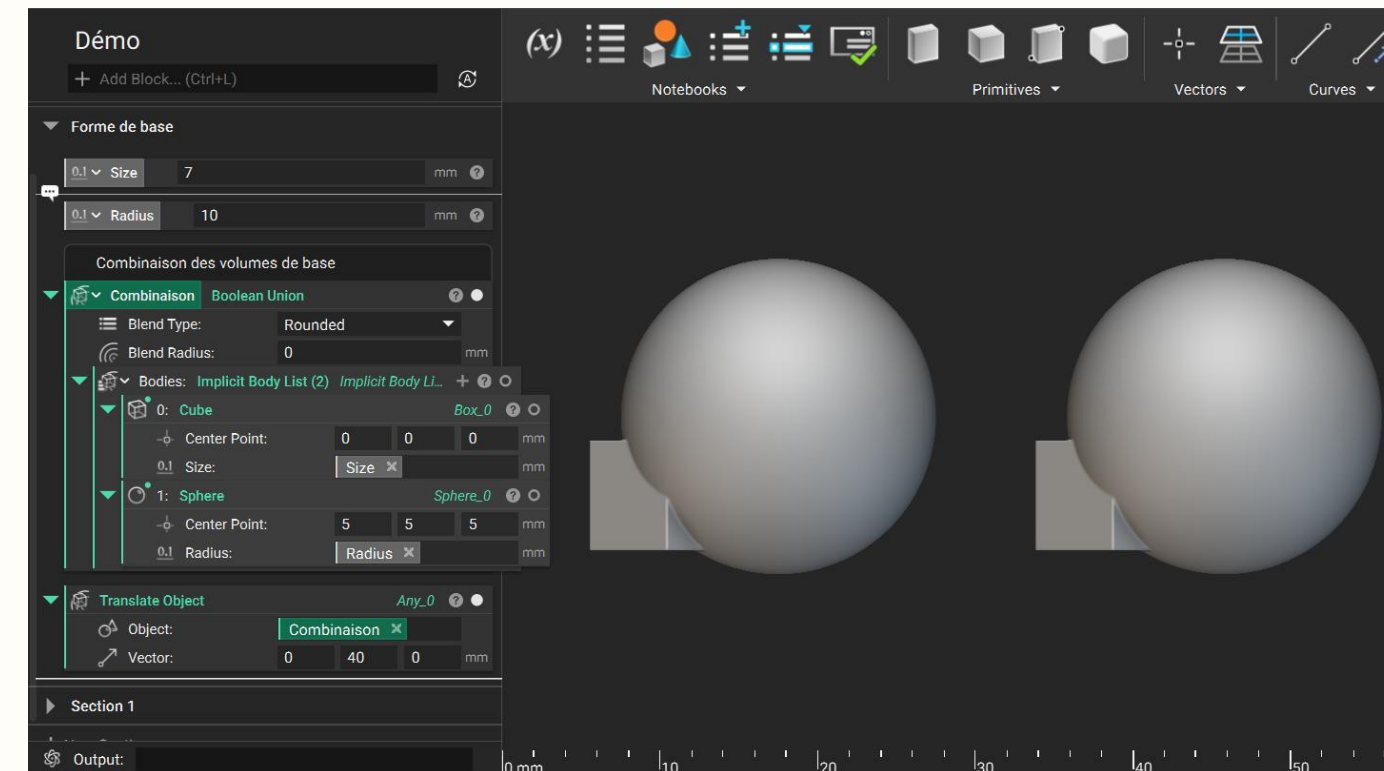 Démo
+ Add Block... (Ctrl+L)
(x)
Notebooks
Primitives
Vectors
Curves
Forme de base
0.1 Size 7 mm
0.1 Radius 10 mm
Combinaison des volumes de base
Combinaison Boolean Union
Blend Type: Rounded
Blend Radius: 0 mm
Bodies: Implicit Body List (2) Implicit Body Li...
0: Cube Box_0
Center Point: 0 0 0 mm
0.1 Size: Size mm
1: Sphere Sphere_0
Center Point: 5 5 5 mm
0.1 Radius: Radius mm
Translate Object Any_0
Object: Combinaison
Vector: 0 40 0 mm
Section 1
Output:
0 mm 10 20 30 40 50